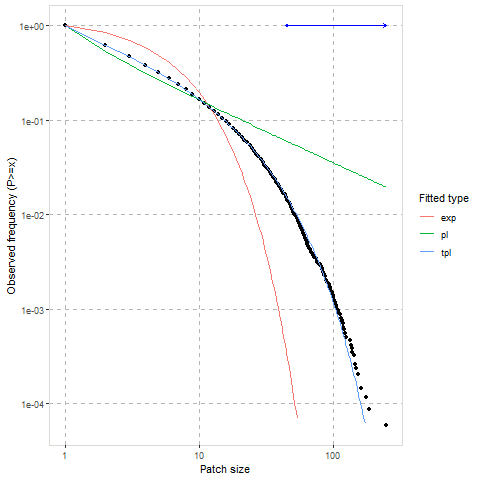 1e+00
1e-01
1e-02
1e-03
1e-04
Observed frequency (P>=x)
1
10
100
Patch size
Fitted type
exp
pl
tpl